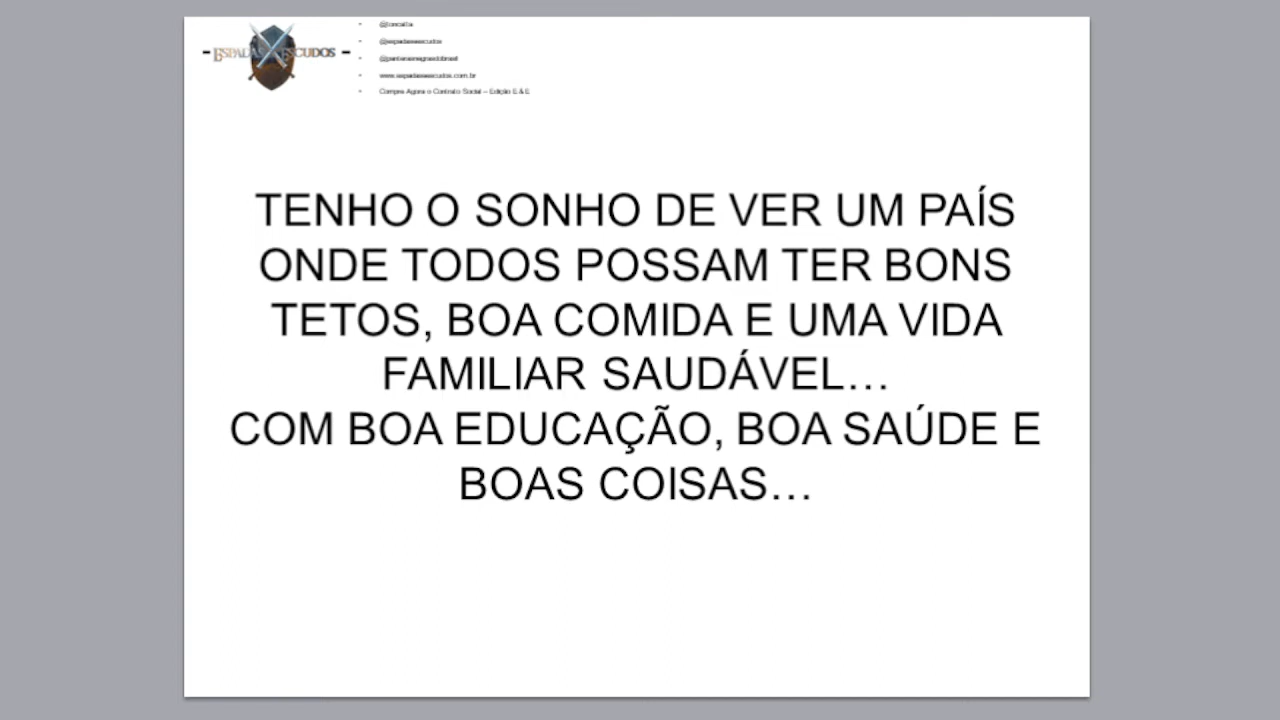 ESPADAS ESCUDOS
@espadaseescudos
www.espadaseescudos.com.br
Compre Agora o Contrato Social – Edição E & E
TENHO O SONHO DE VER UM PAÍS
ONDE TODOS POSSAM TER BONS
TETOS, BOA COMIDA E UMA VIDA
FAMILIAR SAUDÁVEL…
COM BOA EDUCAÇÃO, BOA SAÚDE E
BOAS COISAS…